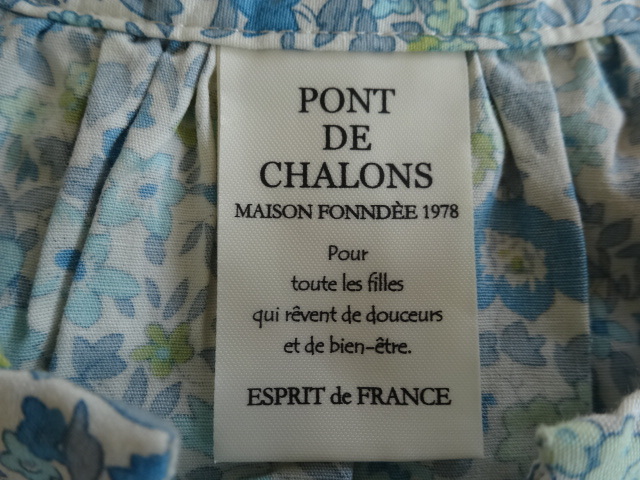 PONT
DE
CHALONS
MAISON FONNDÈE 1978
Pour
toute les filles
qui rêvent de douceurs
et de bien-être.
ESPRIT de FRANCE